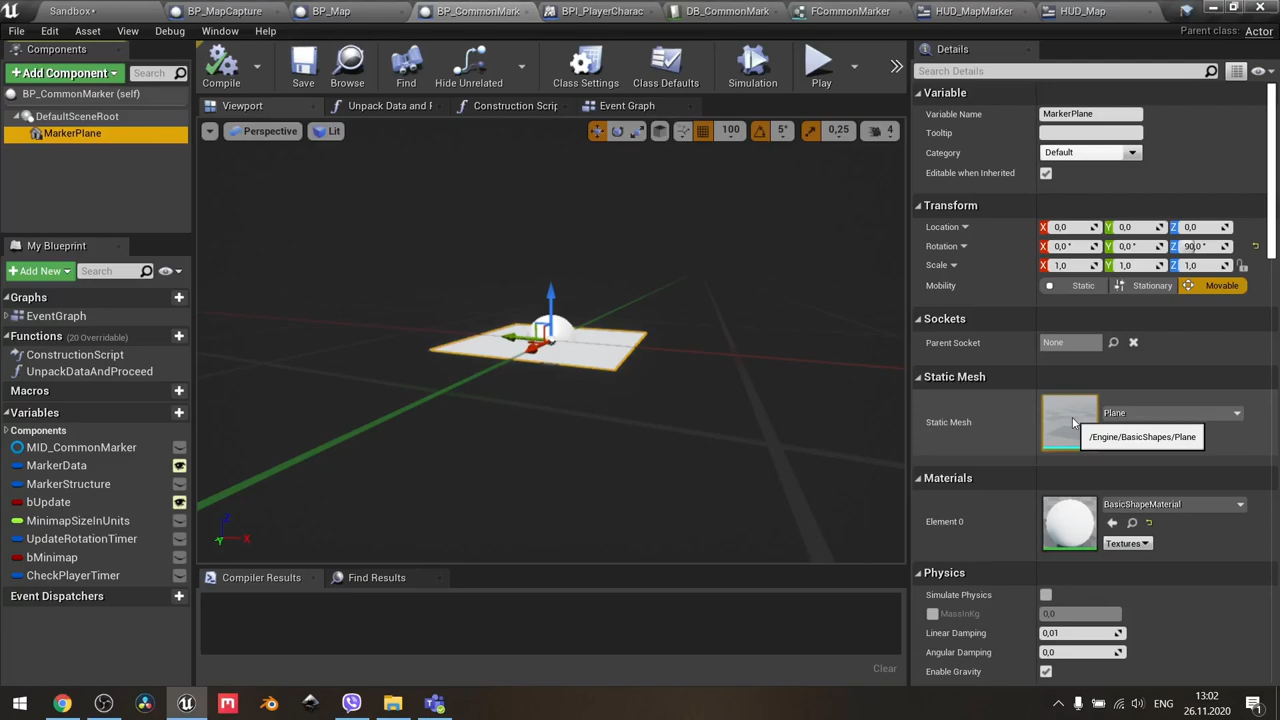 Sandbox•
BP_MapCapture
BP_Map
BP_CommonMark
BPI_PlayerCharac
DB_CommonMark
FCommonMarker
HUD_MapMarker
HUD_Map
File Edit Asset View Debug Window Help
Parent class: Actor
Components
Add Component
Search
BP_CommonMarker (self)
DefaultSceneRoot
MarkerPlane
Compile
Save
Browse
Find
Hide Unrelated
Class Settings
Class Defaults
Simulation
Play
Viewport
Unpack Data and F
Construction Scrip
Event Graph
Perspective
Lit
100
5°
0,25
4
Z
X
Y
My Blueprint
Add New
Search
Graphs
EventGraph
Functions (20 Overridable)
ConstructionScript
UnpackDataAndProceed
Macros
Variables
Components
MID_CommonMarker
MarkerData
MarkerStructure
bUpdate
MinimapSizeInUnits
UpdateRotationTimer
bMinimap
CheckPlayerTimer
Event Dispatchers
Compiler Results
Find Results
Clear
Details
Search Details
Variable
Variable Name MarkerPlane
Tooltip
Category Default
Editable when Inherited
Transform
Location X 0,0 Y 0,0 Z 0,0
Rotation X 0,0 ° Y 0,0 ° Z 90,0 °
Scale X 1,0 Y 1,0 Z 1,0
Mobility Static Stationary Movable
Sockets
Parent Socket None
Static Mesh
Static Mesh Plane
/Engine/BasicShapes/Plane
Materials
Element 0 BasicShapeMaterial
Textures
Physics
Simulate Physics
MassInKg 0,0
Linear Damping 0,01
Angular Damping 0,0
Enable Gravity
ENG
13:02
26.11.2020
1